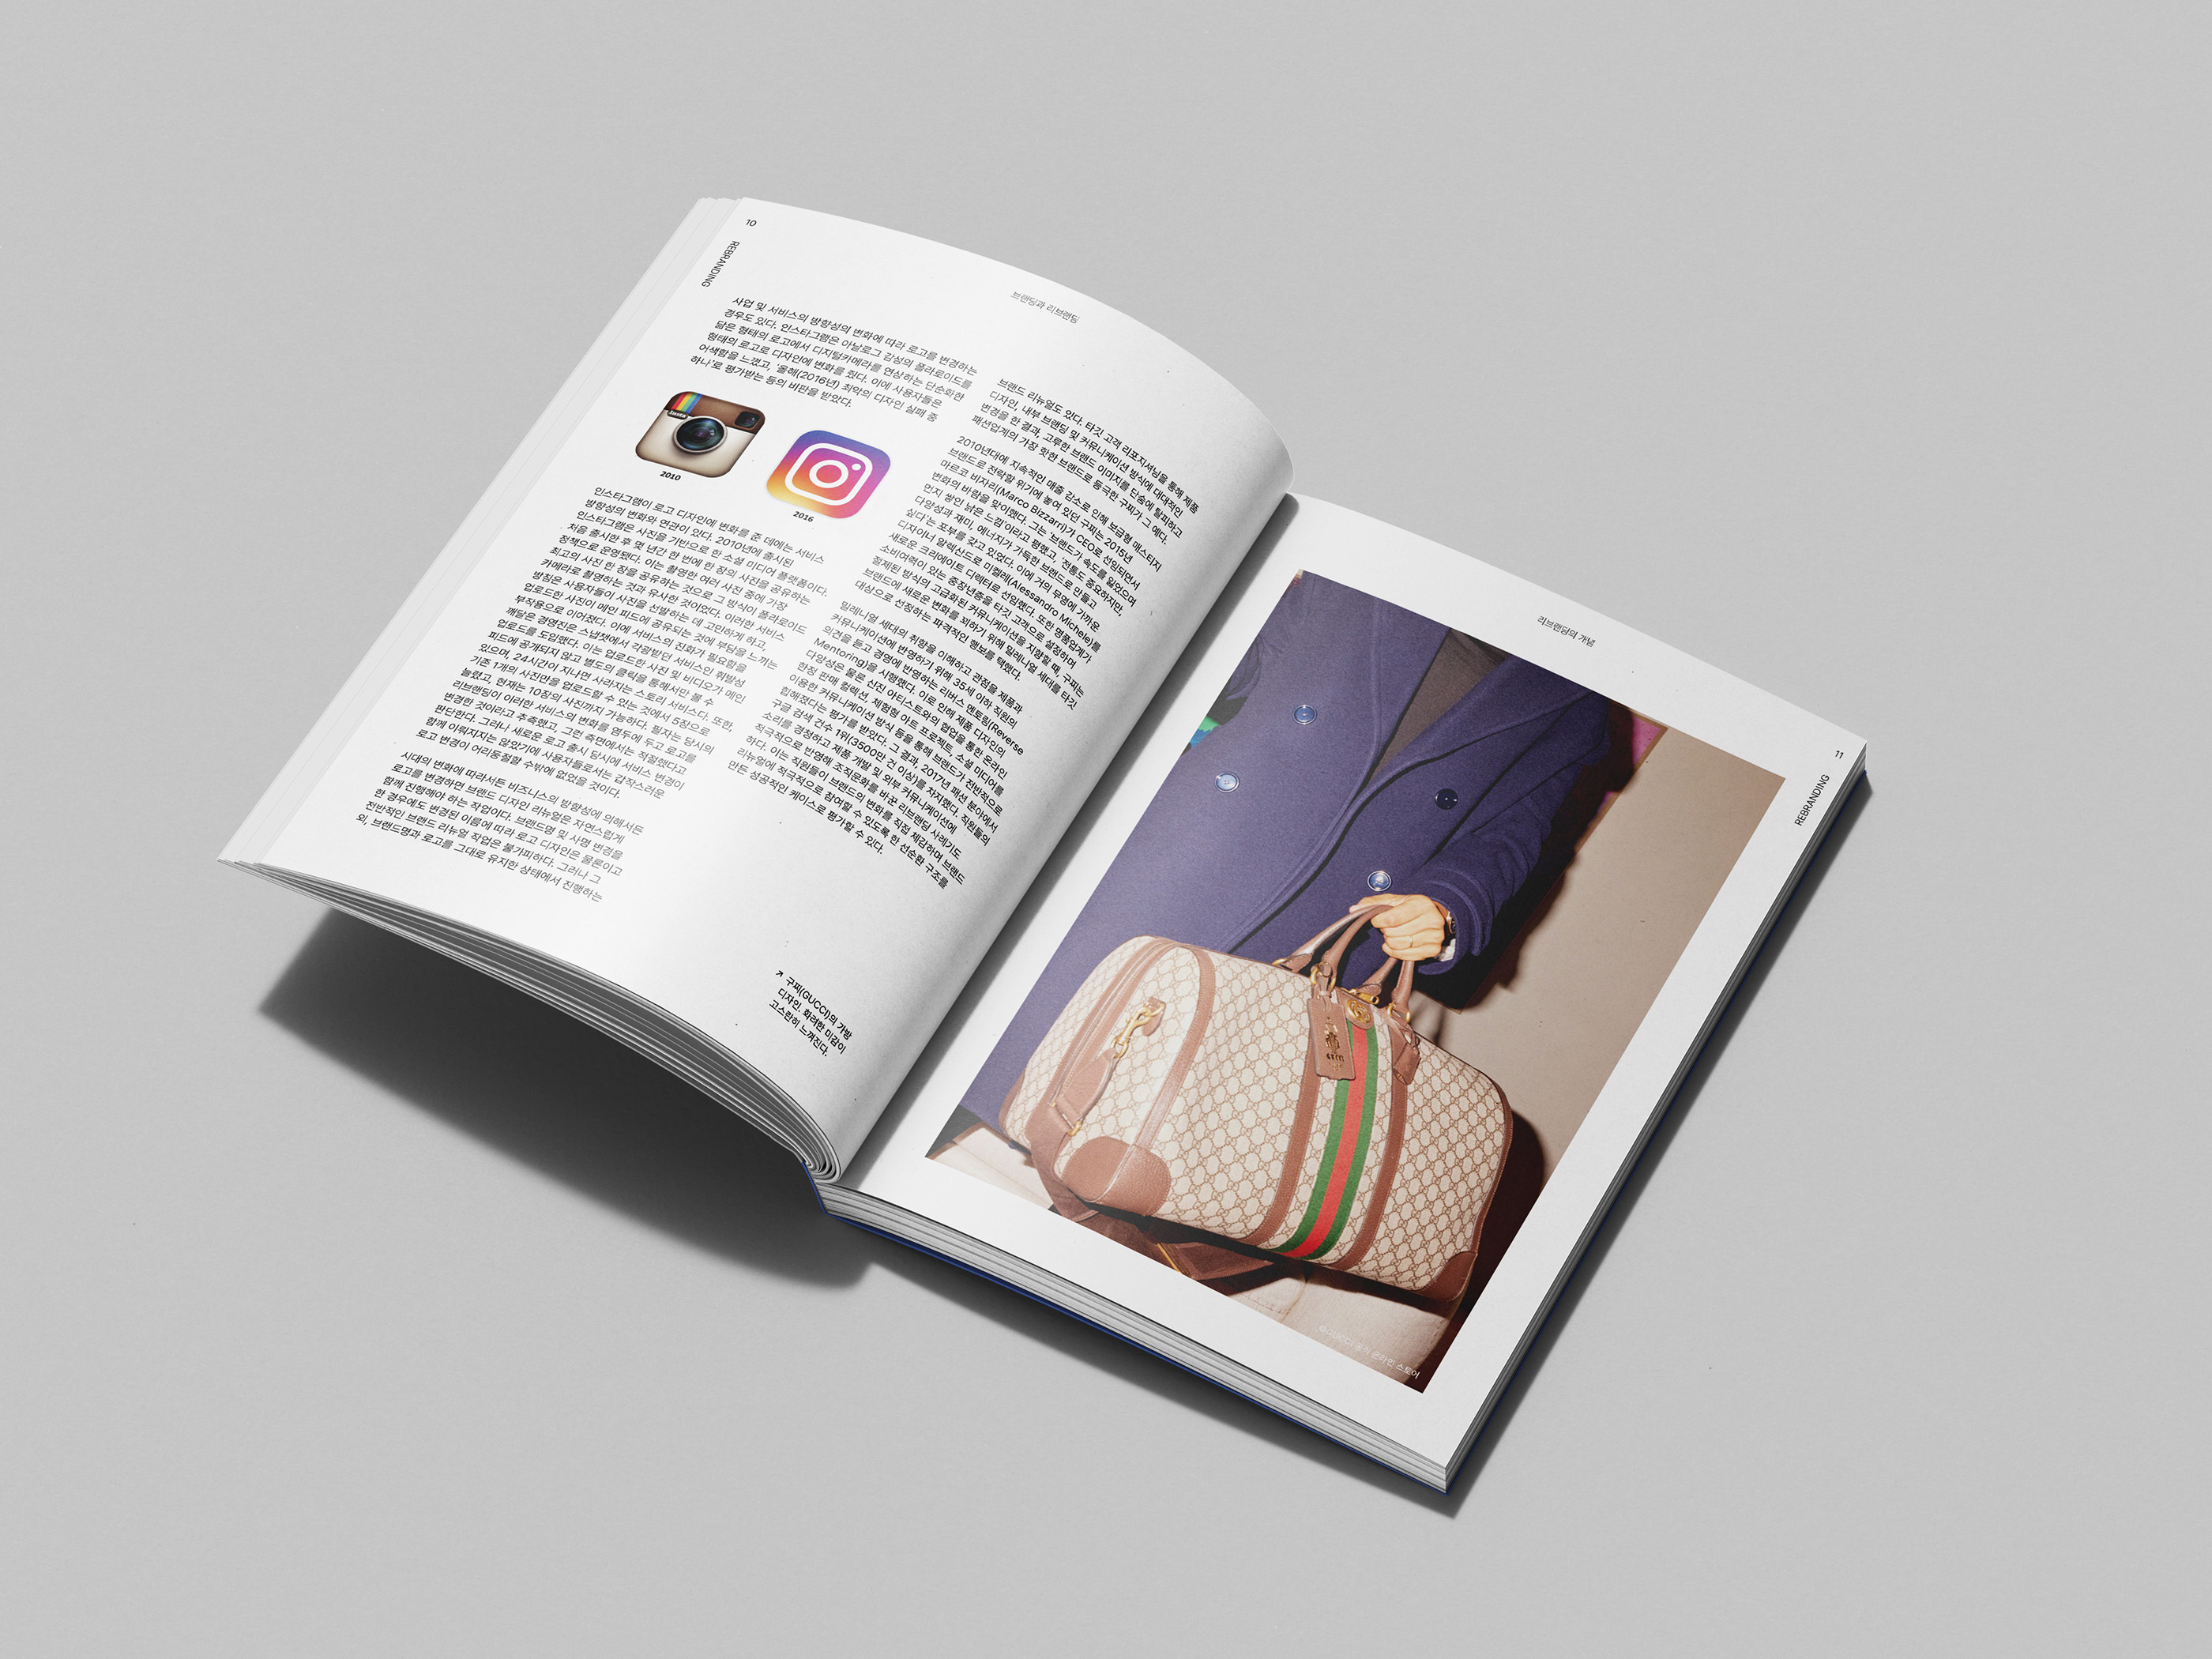 10
REBRANDING
브랜딩과 리브랜딩
사업 및 서비스의 방향성의 변화에 따라 로고를 변경하는
경우도 있다. 인스타그램은 아날로그 감성의 폴라로이드를
닮은 형태의 로고에서 디지털카메라를 연상하는 단순화한
형태의 로고로 디자인에 변화를 줬다. 이에 사용자들은
어색함을 느꼈고, ‘올해(2016년) 최악의 디자인 실패 중
하나’로 평가받는 등의 비판을 받았다.
Insta
2010
2016
인스타그램이 로고 디자인에 변화를 준 데에는 서비스
방향성의 변화와 연관이 있다. 2010년에 출시된
인스타그램은 사진을 기반으로 한 소셜 미디어 플랫폼이다.
처음 출시한 후 몇 년간 한 번에 한 장의 사진을 공유하는
정책으로 운영됐다. 이는 촬영한 여러 사진 중에 가장
최고의 사진 한 장을 공유하는 것으로 그 방식이 폴라로이드
카메라로 촬영하는 것과 유사한 것이었다. 이러한 서비스
방침은 사용자들이 사진을 선발하는 데 고민하게 하고,
업로드한 사진이 메인 피드에 공유되는 것에 부담을 느끼는
부작용으로 이어졌다. 이에 서비스의 진화가 필요함을
깨달은 경영진은 스냅챗에서 각광받던 서비스인 휘발성
업로드를 도입했다. 이는 업로드한 사진 및 비디오가 메인
피드에 공개되지 않고 별도의 클릭을 통해서만 볼 수
있으며, 24시간이 지나면 사라지는 스토리 서비스다. 또한,
기존 1개의 사진만을 업로드할 수 있는 것에서 5장으로
늘렸고, 현재는 10장의 사진까지 가능하다. 필자는 당시의
리브랜딩이 이러한 서비스의 변화를 염두에 두고 로고를
변경한 것이라고 추측했고, 그런 측면에서는 적절했다고
판단한다. 그러나 새로운 로고 출시 당시에 서비스 변경이
함께 이뤄지지는 않았기에 사용자들로서는 갑작스러운
로고 변경이 어리둥절할 수밖에 없었을 것이다.
시대의 변화에 따라서든 비즈니스의 방향성에 의해서든
로고를 변경하면 브랜드 디자인 리뉴얼은 자연스럽게
함께 진행해야 하는 작업이다. 브랜드명 및 사명 변경을
한 경우에도 변경된 이름에 따라 로고 디자인은 물론이고
전반적인 브랜드 리뉴얼 작업은 불가피하다. 그러나 그
외, 브랜드명과 로고를 그대로 유지한 상태에서 진행하는
브랜드 리뉴얼도 있다. 타깃 고객 리포지셔닝을 통해 제품
디자인, 내부 브랜딩 및 커뮤니케이션 방식에 대대적인
변경을 한 결과, 고루한 브랜드 이미지를 단숨에 탈피하고
패션업계의 가장 핫한 브랜드로 등극한 구찌가 그 예다.
2010년대에 지속적인 매출 감소로 인해 보급형 매스티지
브랜드로 전락할 위기에 놓여 있던 구찌는 2015년
마르코 비자리(Marco Bizzarri)가 CEO로 선임되면서
변화의 바람을 맞이했다. 그는 ‘브랜드가 속도를 잃었으며
먼지 쌓인 낡은 느낌’이라고 평했고, ‘전통도 중요하지만,
다양성과 재미, 에너지가 가득한 브랜드로 만들고
싶다’는 포부를 갖고 있었다. 이에 거의 무명에 가까운
디자이너 알렉산드로 미켈레(Alessandro Michele)를
새로운 크리에이트 디렉터로 선임했다. 또한 명품업계가
소비여력이 있는 중장년층을 타깃 고객으로 설정하여
절제된 방식의 고급화된 커뮤니케이션을 지향할 때, 구찌는
브랜드에 새로운 변화를 꾀하기 위해 밀레니얼 세대를 타깃
대상으로 선정하는 파격적인 행보를 택했다.
밀레니얼 세대의 취향을 이해하고 관점을 제품과
커뮤니케이션에 반영하기 위해 35세 이하 직원의
의견을 듣고 경영에 반영하는 리버스 멘토링(Reverse
Mentoring)을 시행했다. 이로 인해 제품 디자인의
다양성은 물론 신진 아티스트와의 협업을 통한 온라인
한정 판매 컬렉션, 체험형 아트 프로젝트, 소셜 미디어를
이용한 커뮤니케이션 방식 등을 통해 브랜드가 전반적으로
힙해졌다는 평가를 받았다. 그 결과, 2017년 패션 분야에서
구글 검색 건수 1위(3500만 건 이상)를 차지했다. 직원들의
소리를 경청하고 제품 개발 및 외부 커뮤니케이션에
적극적으로 반영해 조직문화를 바꾼 리브랜딩 사례기도
하다. 이는 직원들이 브랜드의 변화를 직접 체감하며 브랜드
리뉴얼에 적극적으로 참여할 수 있도록 한 선순환 구조를
만든 성공적인 케이스로 평가할 수 있다.
↗ 구찌(GUCCI)의 가방
디자인. 화려한 미감이
고스란히 느껴진다.
리브랜딩의 개념
11
REBRANDING
©GUCCI 공식 온라인 스토어